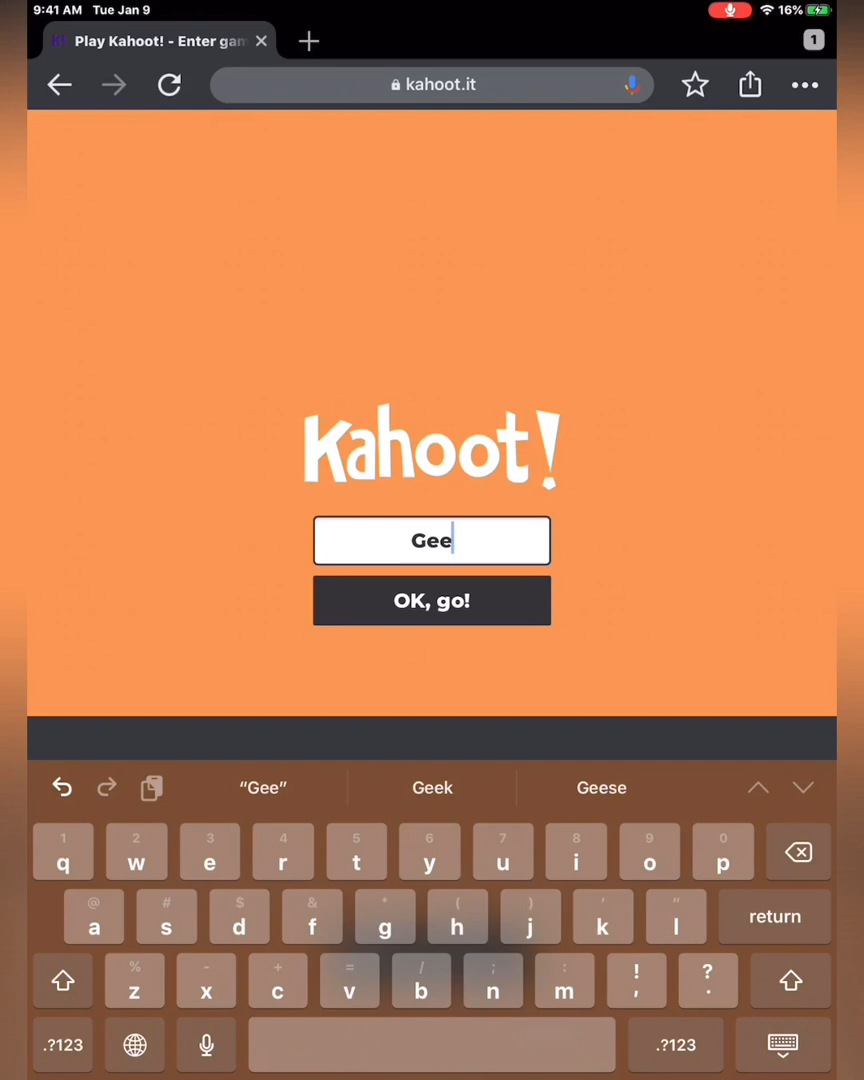 9:41 AM Tue Jan 9
16%
Play Kahoot! - Enter gam
1
kahoot.it
Kahoot!
Gee
OK, go!
“Gee” Geek Geese
1 2 3 4 5 6 7 8 9 0
q w e r t y u i o p
@ # $ & * ( ) ' "
a s d f g h j k l return
% - + = / ; : ! ?
z x c v b n m , .
.?123 .?123